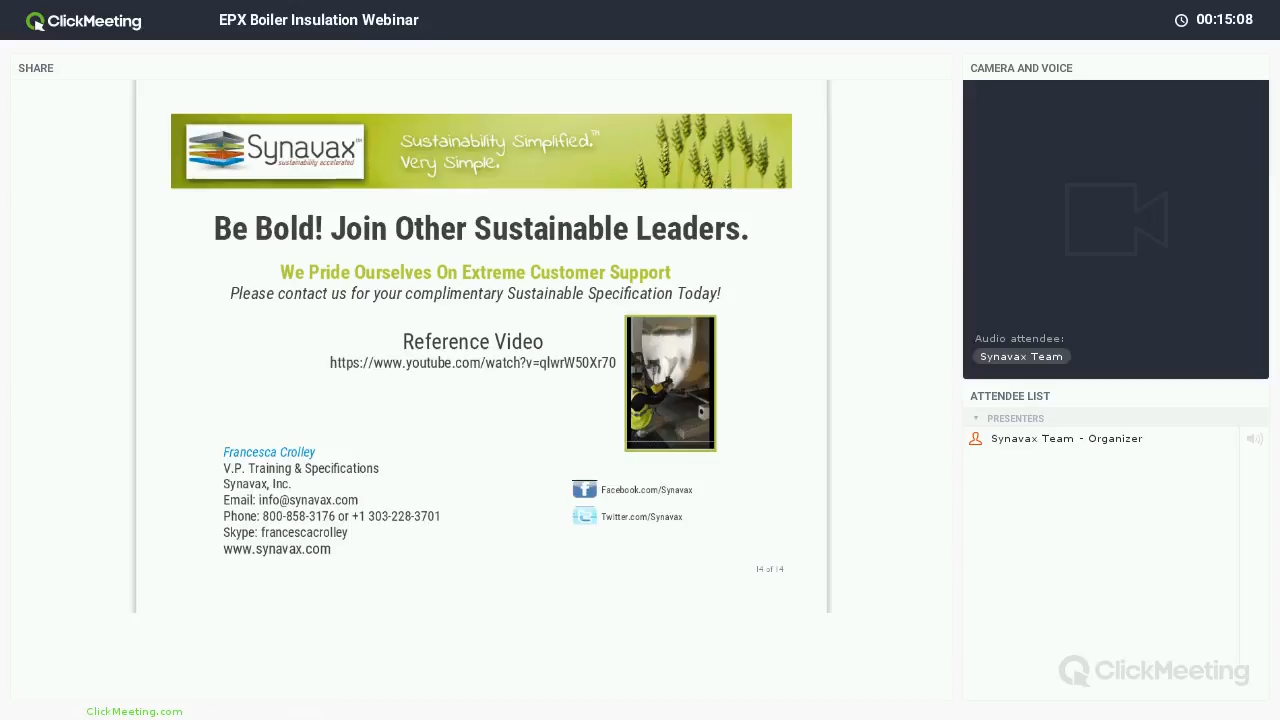 ClickMeeting
EPX Boiler Insulation Webinar
00:15:08
SHARE
Synavax
sustainability accelerated
Sustainability Simplified.™
Very Simple.
Be Bold! Join Other Sustainable Leaders.
We Pride Ourselves On Extreme Customer Support
Please contact us for your complimentary Sustainable Specification Today!
Reference Video
https://www.youtube.com/watch?v=qlwrW50Xr70
Francesca Crolley
V.P. Training & Specifications
Synavax, Inc.
Email: info@synavax.com
Phone: 800-858-3176 or +1 303-228-3701
Skype: francescacrolley
www.synavax.com
Facebook.com/Synavax
Twitter.com/Synavax
14 of 14
CAMERA AND VOICE
Audio attendee:
Synavax Team
ATTENDEE LIST
PRESENTERS
Synavax Team - Organizer
ClickMeeting
ClickMeeting.com